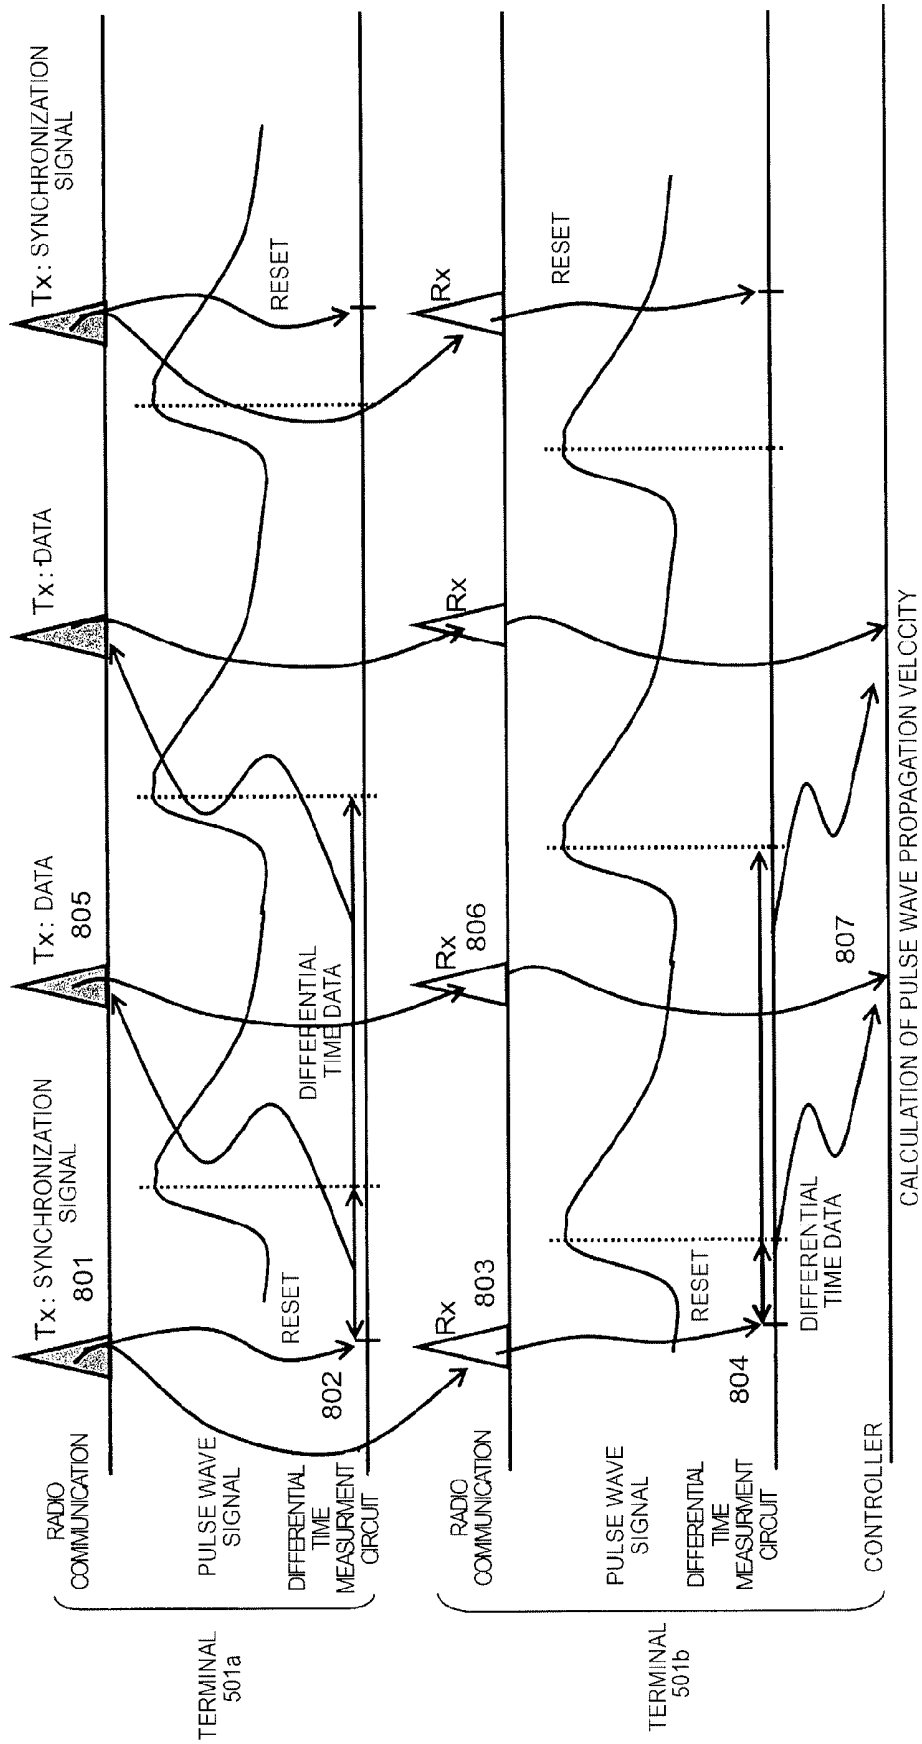 TERMINAL
501a
RADIO
COMMUNICATION
PULSE WAVE
SIGNAL
DIFFERENTIAL
TIME
MEASURMENT
CIRCUIT
Tx: SYNCHRONIZATION
SIGNAL
801
Tx: DATA
805
Tx: DATA
Tx: SYNCHRONIZATION
SIGNAL
RESET
802
DIFFERENTIAL
TIME DATA
RESET
TERMINAL
501b
RADIO
COMMUNICATION
PULSE WAVE
SIGNAL
DIFFERENTIAL
TIME
MEASURMENT
CIRCUIT
CONTROLLER
Rx
803
Rx
806
Rx
Rx
RESET
804
RESET
DIFFERENTIAL
TIME DATA
807
CALCULATION OF PULSE WAVE PROPAGATION VELOCITY